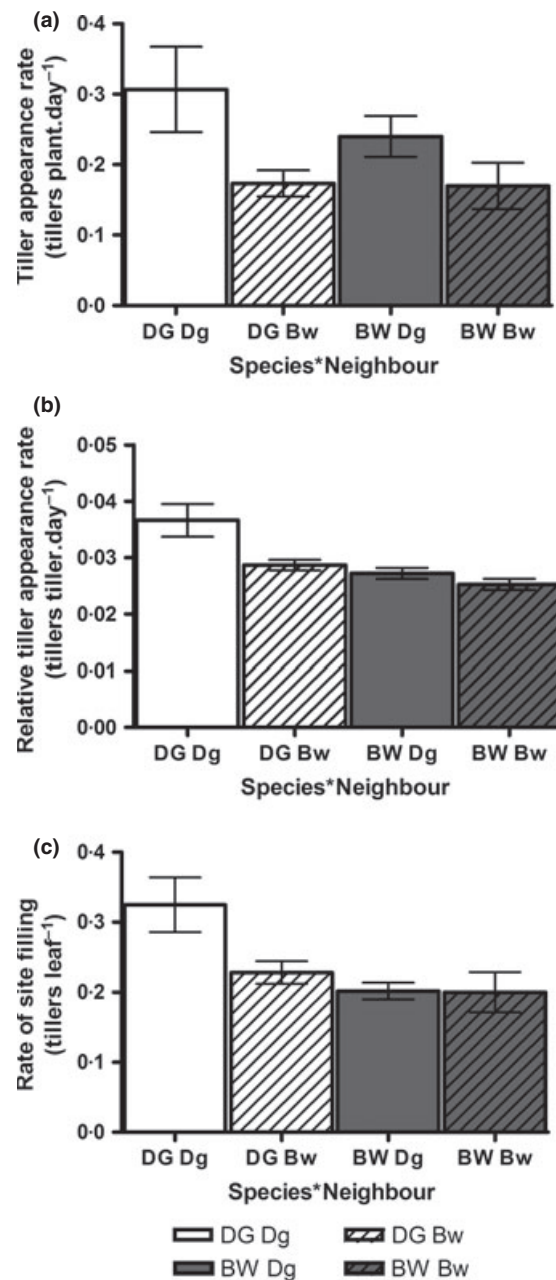 (a)
Tiller appearance rate
(tillers plant.day⁻¹)
0·4
0·3
0·2
0·1
0·0
DG Dg DG Bw BW Dg BW Bw
Species*Neighbour
(b)
Relative tiller appearance rate
(tillers tiller.day⁻¹)
0·05
0·04
0·03
0·02
0·01
0·00
DG Dg DG Bw BW Dg BW Bw
Species*Neighbour
(c)
Rate of site filling
(tillers leaf⁻¹)
0·4
0·3
0·2
0·1
0·0
DG Dg DG Bw BW Dg BW Bw
Species*Neighbour
DG Dg DG Bw
BW Dg BW Bw